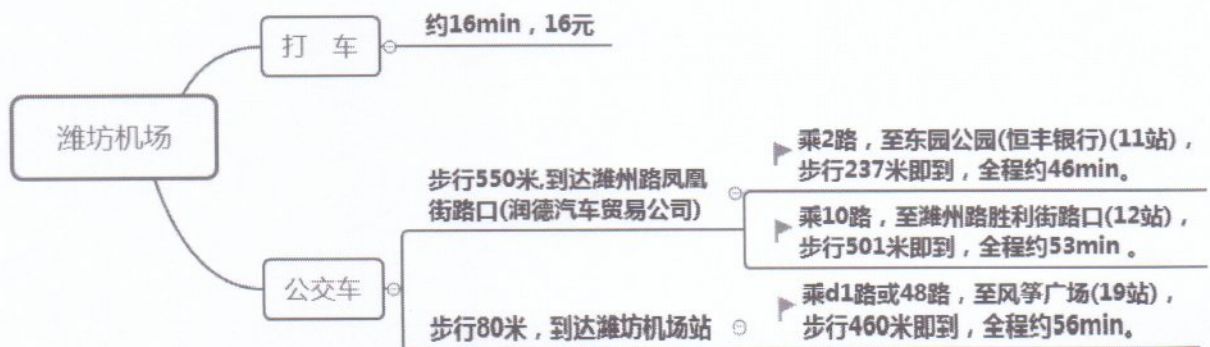 潍坊机场
打 车
约16min，16元
公交车
步行550米,到达潍州路凤凰
街路口(润德汽车贸易公司)
乘2路，至东园公园(恒丰银行)(11站)，
步行237米即到，全程约46min。
乘10路，至潍州路胜利街路口(12站)，
步行501米即到，全程约53min 。
步行80米，到达潍坊机场站
乘d1路或48路，至风筝广场(19站)，
步行460米即到，全程约56min。